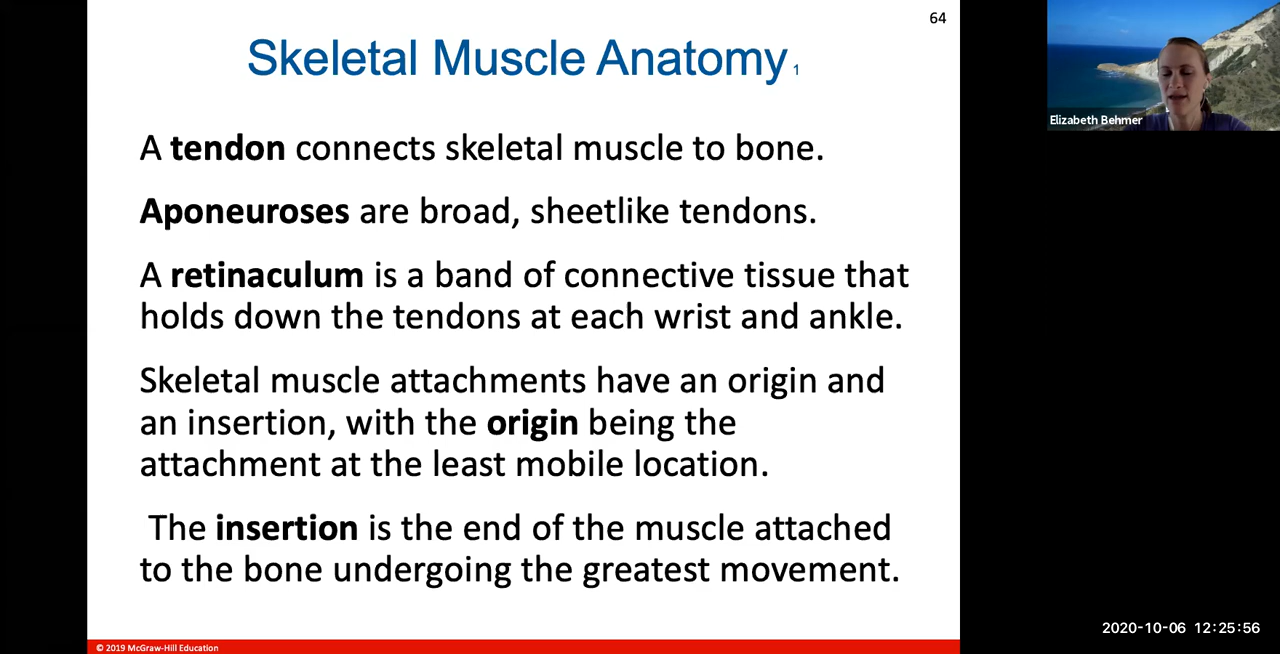 64
Skeletal Muscle Anatomy 1
Elizabeth Behmer
A tendon connects skeletal muscle to bone.
Aponeuroses are broad, sheetlike tendons.
A retinaculum is a band of connective tissue that
holds down the tendons at each wrist and ankle.
Skeletal muscle attachments have an origin and
an insertion, with the origin being the
attachment at the least mobile location.
The insertion is the end of the muscle attached
to the bone undergoing the greatest movement.
2020-10-06 12:25:56
© 2019 McGraw-Hill Education